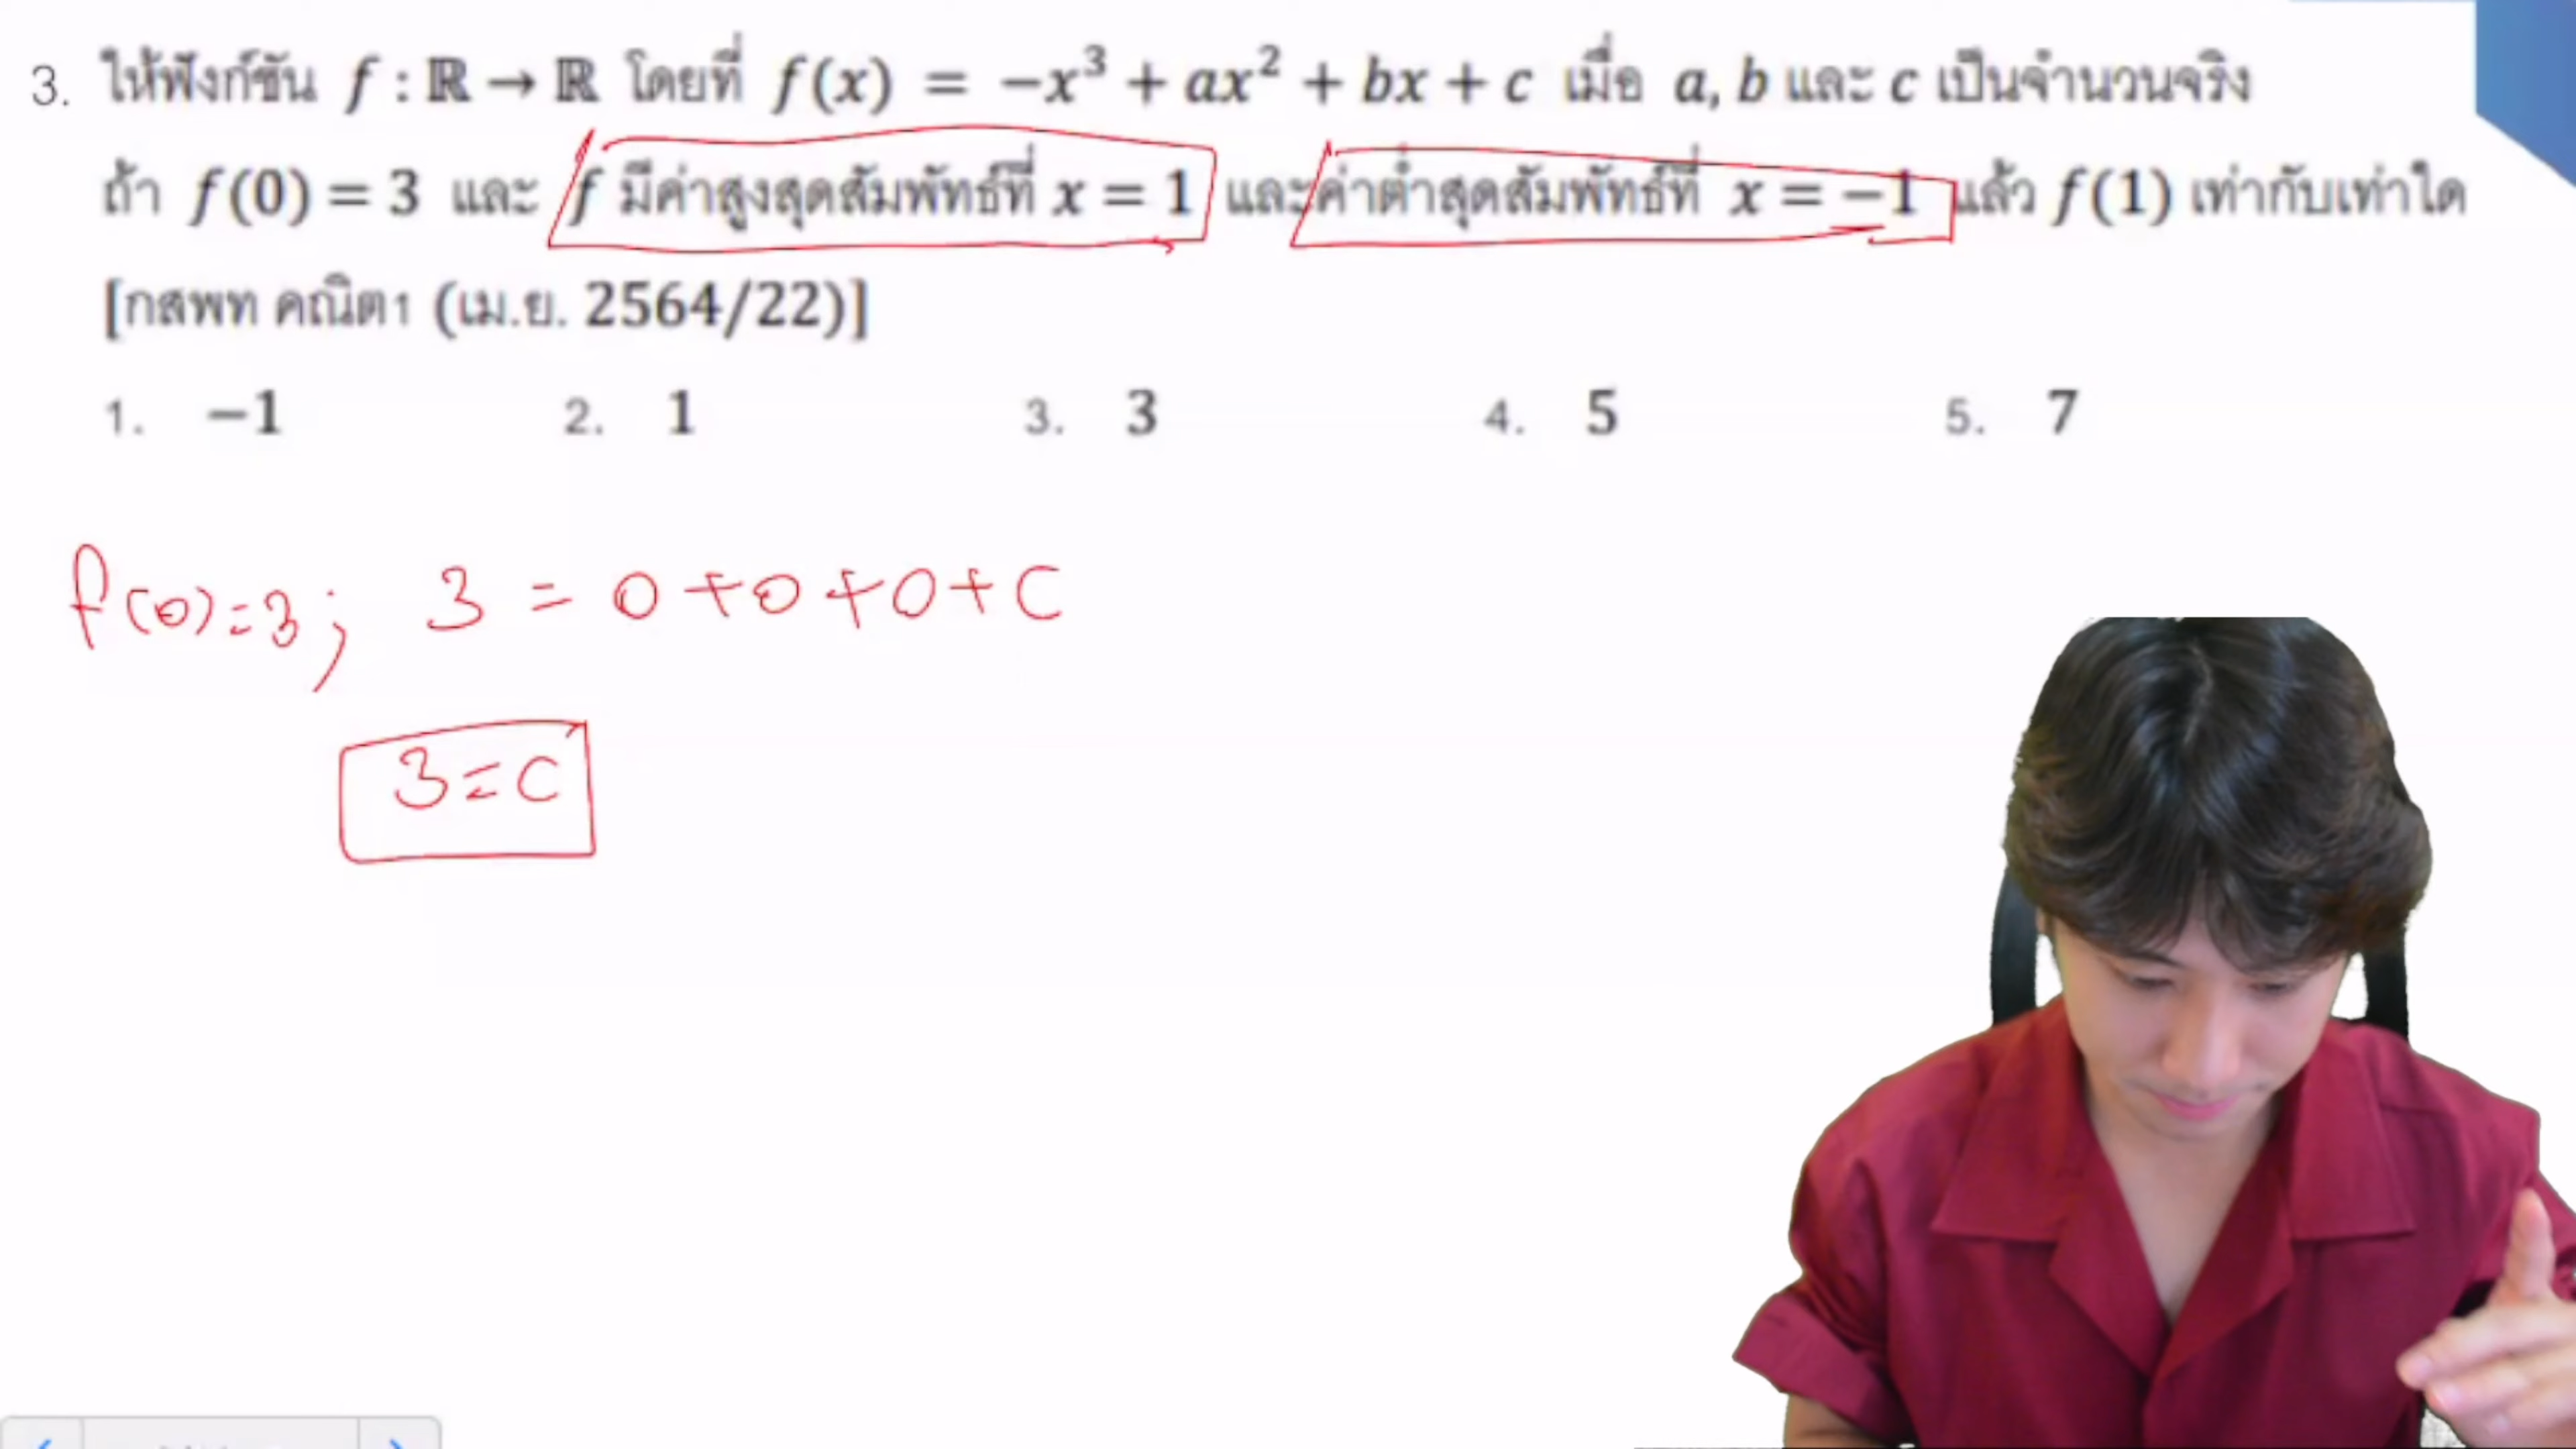 3. ให้ฟังก์ชัน f : ℝ → ℝ โดยที่ f(x) = −x³ + ax² + bx + c เมื่อ a, b และ c เป็นจำนวนจริง
ถ้า f(0) = 3 และ f มีค่าสูงสุดสัมพัทธ์ที่ x = 1 และค่าต่ำสุดสัมพัทธ์ที่ x = −1 แล้ว f(1) เท่ากับเท่าใด
[กสพท คณิต1 (เม.ย. 2564/22)]
1. −1 2. 1 3. 3 4. 5 5. 7
f(0)=3; 3 = 0+0+0+C
3=C